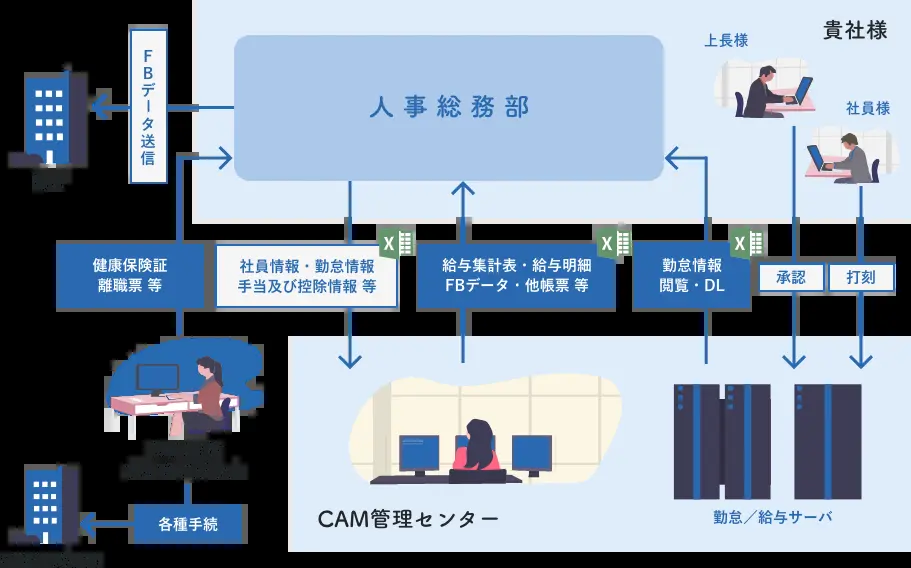 貴社様
上長様
社員様
人事総務部
FBデータ送信
健康保険証
離職票 等
社員情報・勤怠情報
手当及び控除情報 等
X
給与集計表・給与明細
FBデータ・他帳票 等
X
勤怠情報
閲覧・DL
X
承認
打刻
CAM管理センター
勤怠／給与サーバ
各種手続